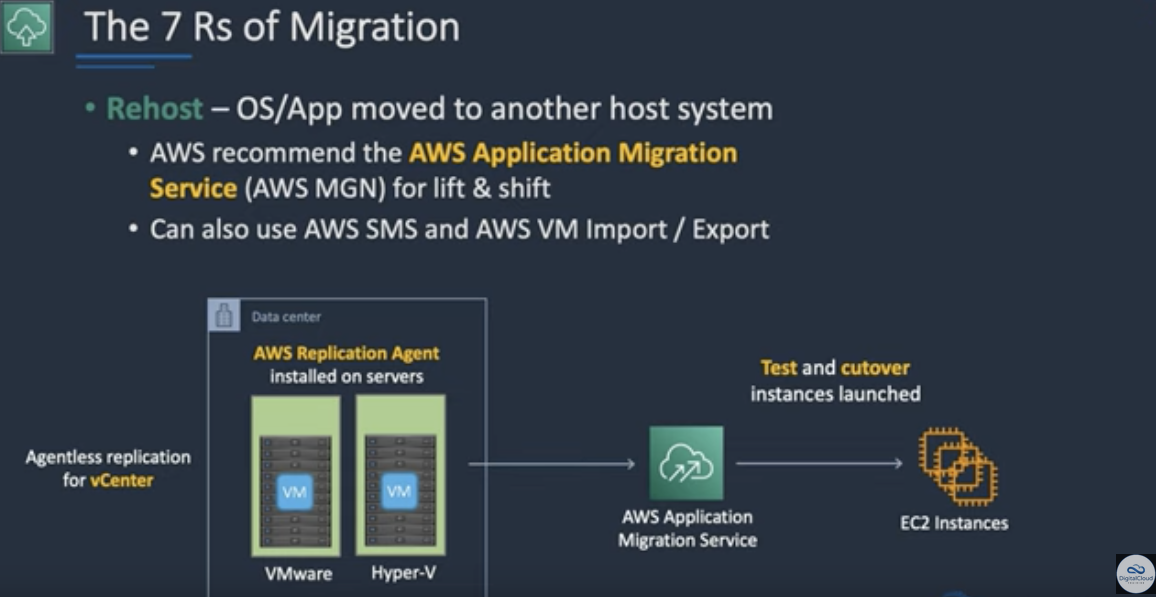 The 7 Rs of Migration
• Rehost – OS/App moved to another host system
• AWS recommend the AWS Application Migration
Service (AWS MGN) for lift & shift
• Can also use AWS SMS and AWS VM Import / Export
Data center
AWS Replication Agent
installed on servers
Agentless replication
for vCenter
VM
VM
VMware
Hyper-V
AWS Application
Migration Service
Test and cutover
instances launched
EC2 Instances
DigitalCloud